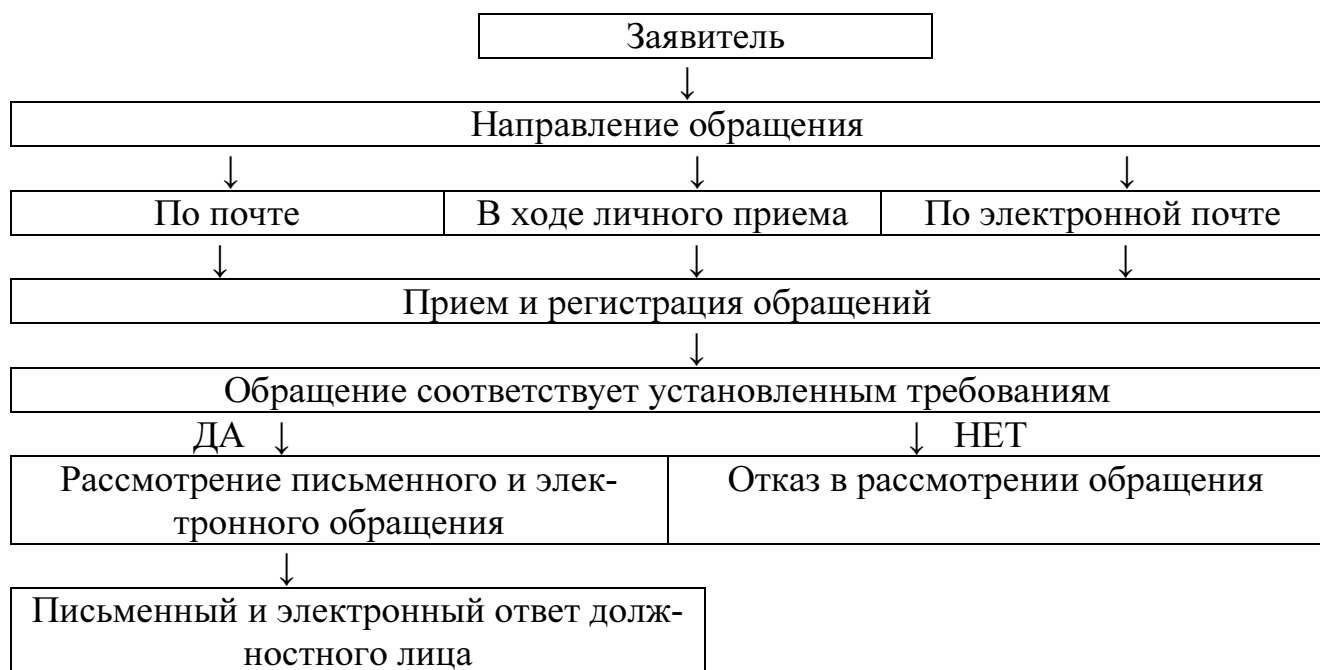 Заявитель
↓
Направление обращения
↓ ↓ ↓
По почте В ходе личного приема По электронной почте
↓ ↓ ↓
Прием и регистрация обращений
↓
Обращение соответствует установленным требованиям
ДА ↓ ↓ НЕТ
Рассмотрение письменного и элек- Отказ в рассмотрении обращения
тронного обращения
↓
Письменный и электронный ответ долж-
ностного лица